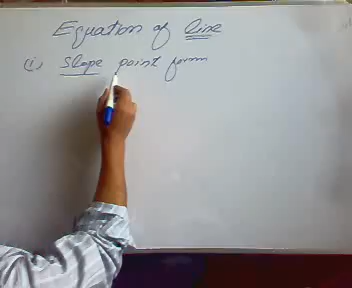 Equation of line
(i) Slope point form